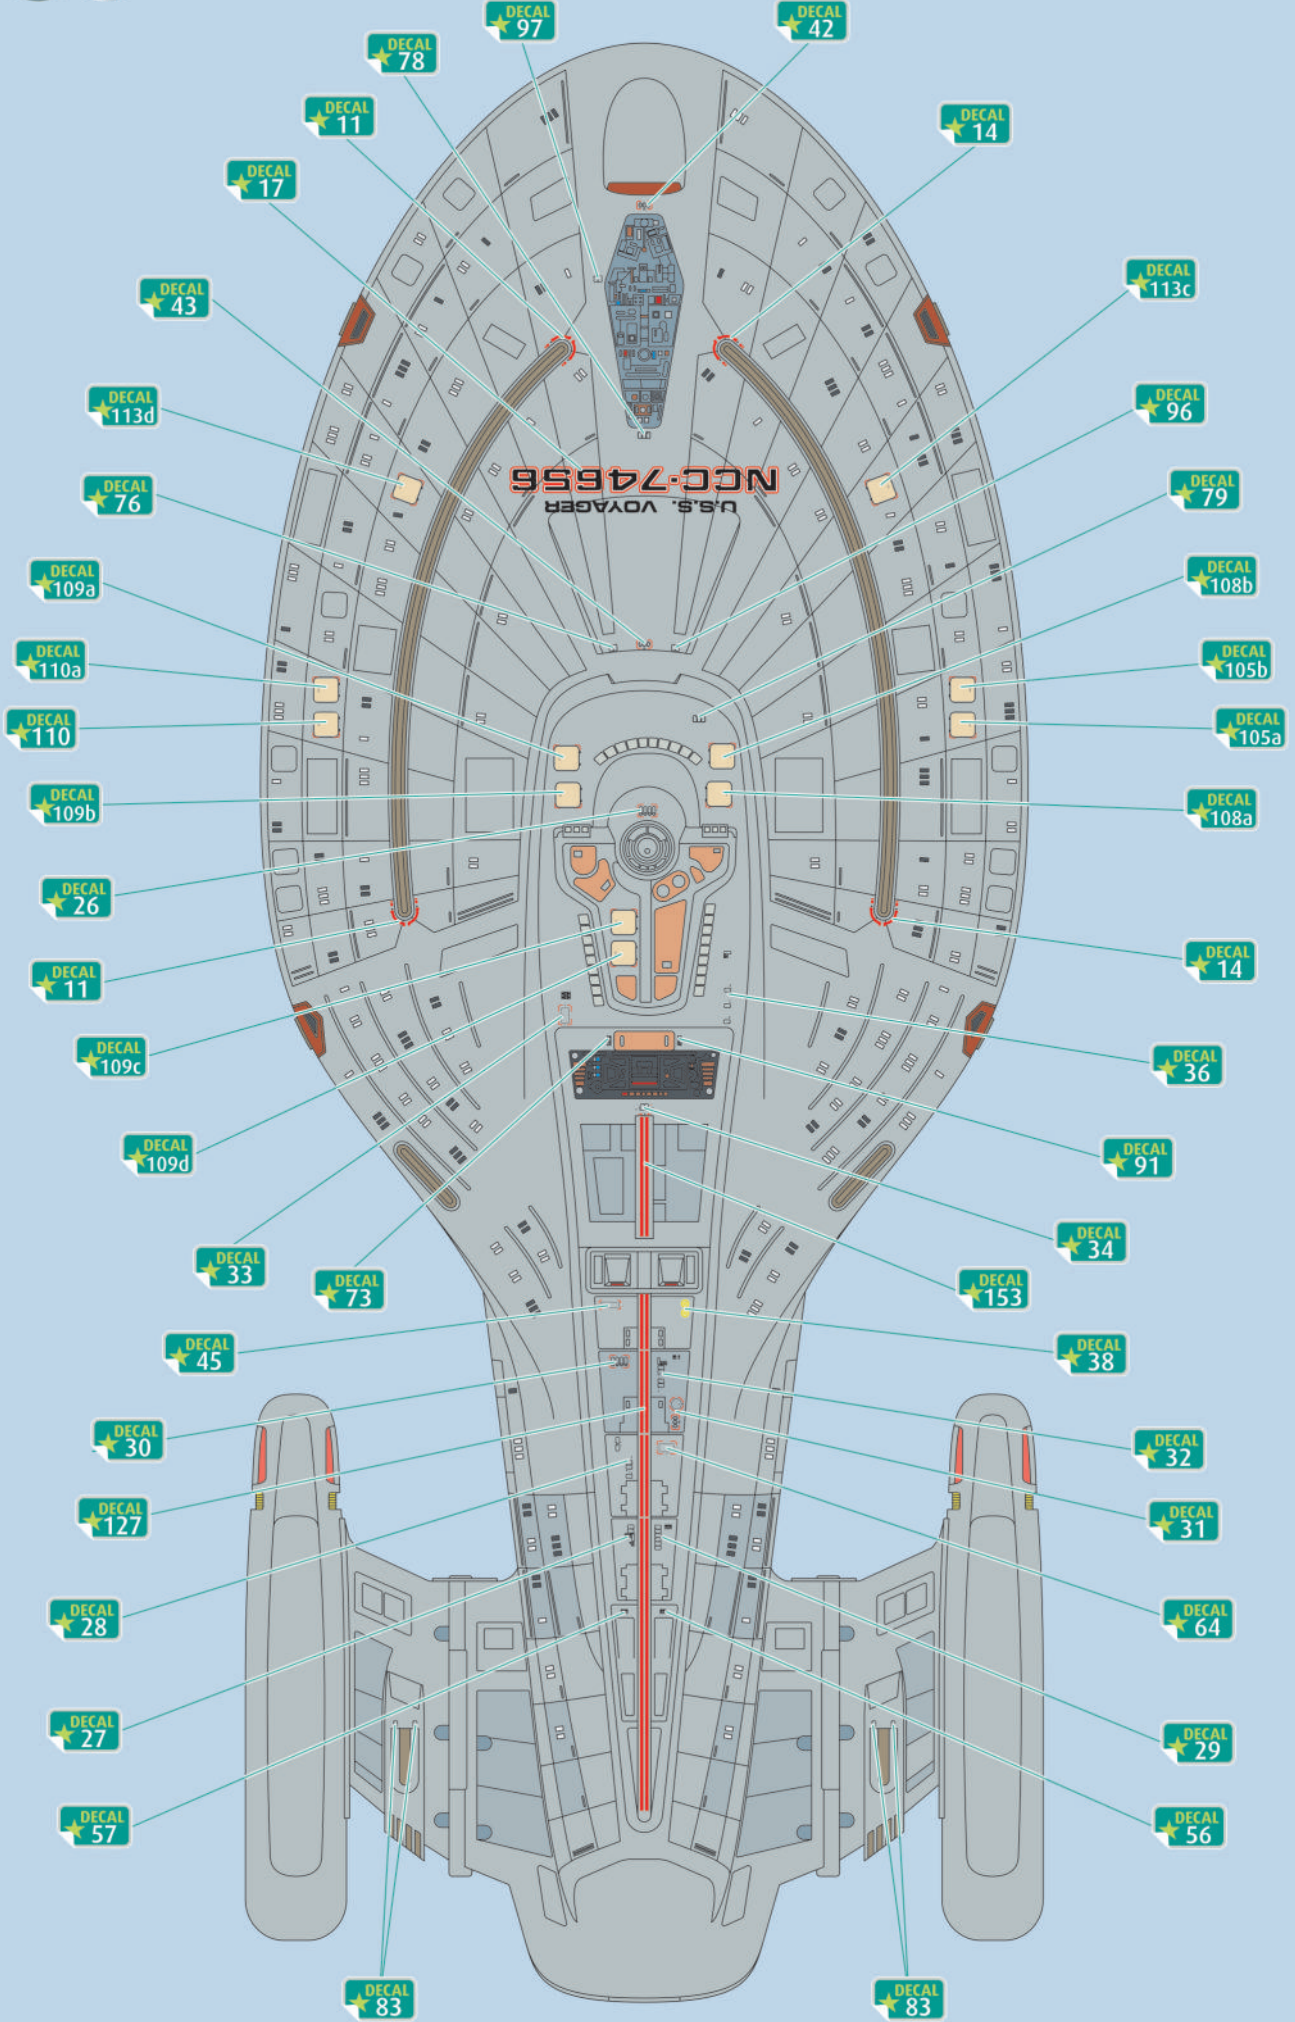 DECAL
97
DECAL
42
DECAL
78
DECAL
11
DECAL
14
DECAL
17
DECAL
43
DECAL
113c
DECAL
113d
DECAL
96
DECAL
76
DECAL
79
NCC-74656
U.S.S. VOYAGER
DECAL
109a
DECAL
108b
DECAL
110a
DECAL
105b
DECAL
110
DECAL
105a
DECAL
109b
DECAL
108a
DECAL
26
DECAL
11
DECAL
14
DECAL
109c
DECAL
36
DECAL
109d
DECAL
91
DECAL
33
DECAL
73
DECAL
34
DECAL
153
DECAL
45
DECAL
38
DECAL
30
DECAL
32
DECAL
127
DECAL
31
DECAL
28
DECAL
64
DECAL
27
DECAL
29
DECAL
57
DECAL
56
DECAL
83
DECAL
83